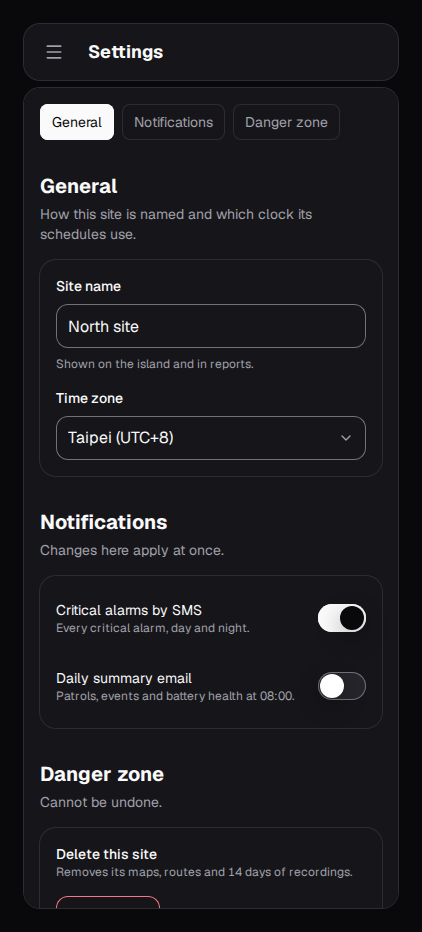 Settings
General
Notifications
Danger zone
General
How this site is named and which clock its
schedules use.
Site name
North site
Shown on the island and in reports.
Time zone
Taipei (UTC+8)
Notifications
Changes here apply at once.
Critical alarms by SMS
Every critical alarm, day and night.
Daily summary email
Patrols, events and battery health at 08:00.
Danger zone
Cannot be undone.
Delete this site
Removes its maps, routes and 14 days of recordings.